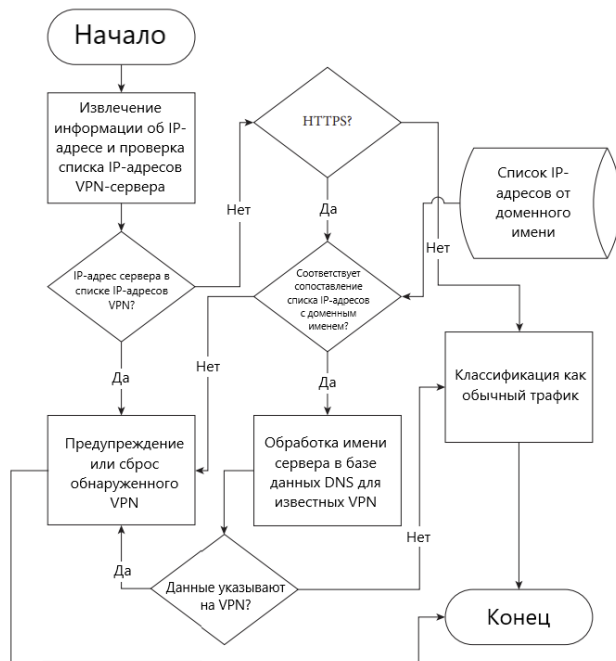 Начало
Извлечение
информации об IP-
адресе и проверка
списка IP-адресов
VPN-сервера
HTTPS?
Список IP-
адресов от
доменного
имени
Нет
Да
Нет
IP-адрес сервера в
списке IP-адресов
VPN?
Соответствует
сопоставление
списка IP-адресов
с доменным
именем?
Да
Нет
Да
Классификация как
обычный трафик
Предупреждение
или сброс
обнаруженного
VPN
Обработка имени
сервера в базе
данных DNS для
известных VPN
Нет
Да
Данные указывают
на VPN?
Конец